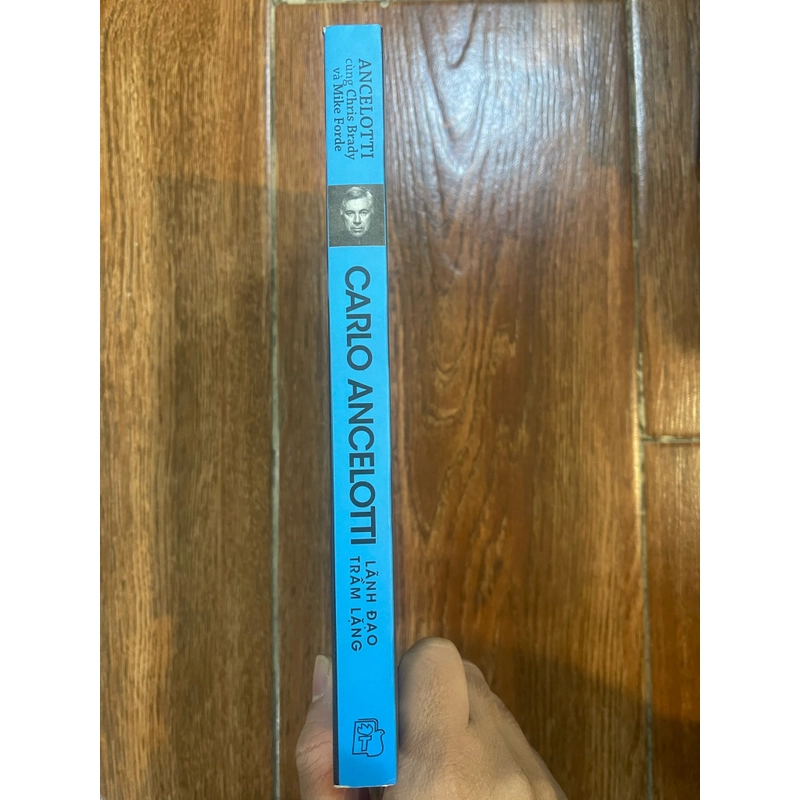 ANCELOTTI
cùng Chris Brady
và Mike Forde
CARLO ANCELOTTI
LÃNH ĐẠO
TRẦM LẶNG